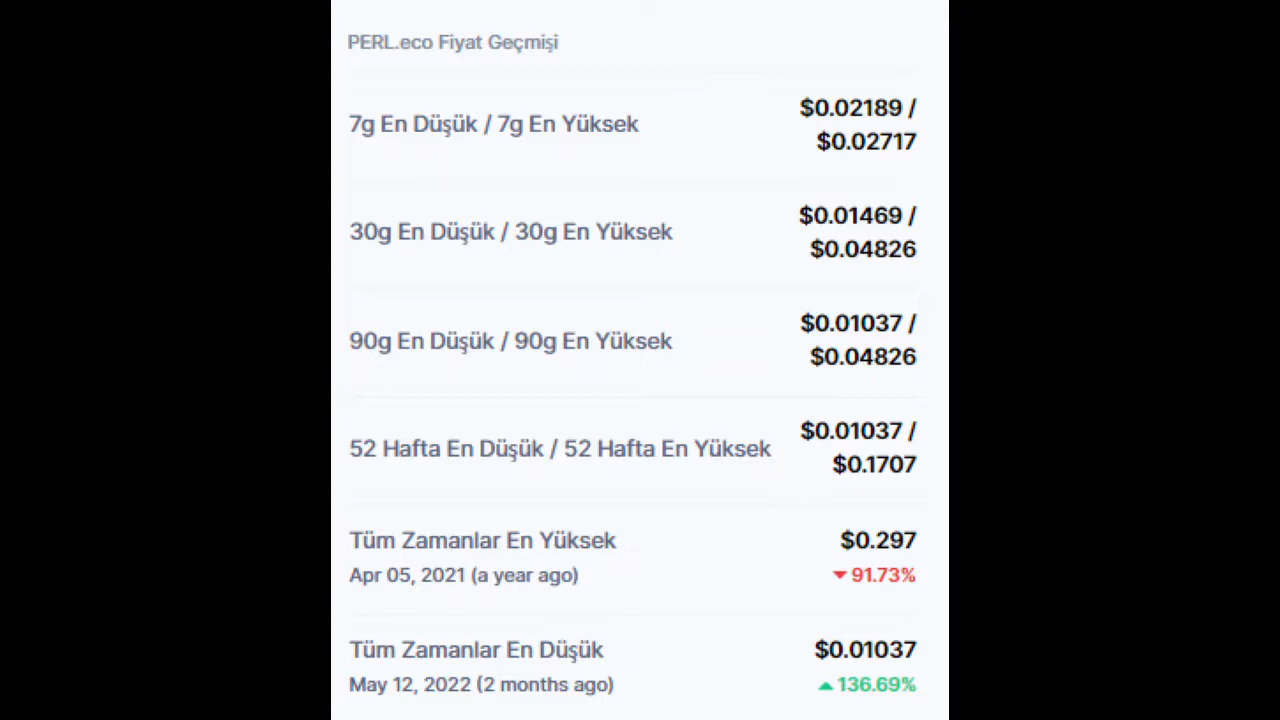 PERL.eco Fiyat Geçmişi
7g En Düşük / 7g En Yüksek
$0.02189 /
$0.02717
30g En Düşük / 30g En Yüksek
$0.01469 /
$0.04826
90g En Düşük / 90g En Yüksek
$0.01037 /
$0.04826
52 Hafta En Düşük / 52 Hafta En Yüksek
$0.01037 /
$0.1707
Tüm Zamanlar En Yüksek
$0.297
Apr 05, 2021 (a year ago)
91.73%
Tüm Zamanlar En Düşük
$0.01037
May 12, 2022 (2 months ago)
136.69%